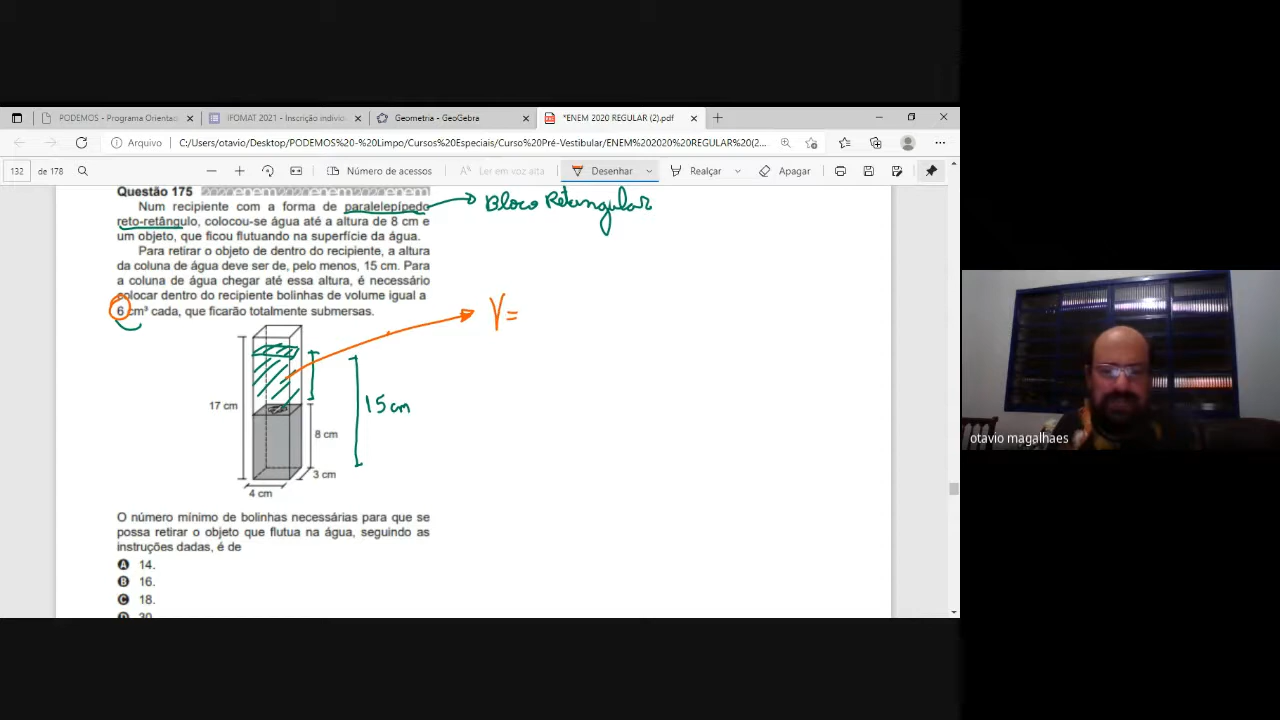 PODEMOS - Programa Orientad
IFOMAT 2021 - Inscrição individ
Geometria - GeoGebra
*ENEM 2020 REGULAR (2).pdf
Arquivo
C:/Users/otavio/Desktop/PODEMOS%20-%20Limpo/Cursos%20Especiais/Curso%20Pré-Vestibular/ENEM%202020%20REGULAR%20(2...
132 de 178
Número de acessos
Ler em voz alta
Desenhar
Realçar
Apagar
Questão 175
Num recipiente com a forma de paralelepípedo
Bloco Retangular
reto-retângulo, colocou-se água até a altura de 8 cm e
um objeto, que ficou flutuando na superfície da água.
Para retirar o objeto de dentro do recipiente, a altura
da coluna de água deve ser de, pelo menos, 15 cm. Para
a coluna de água chegar até essa altura, é necessário
colocar dentro do recipiente bolinhas de volume igual a
6 cm³ cada, que ficarão totalmente submersas.
V=
17 cm
15 cm
8 cm
3 cm
4 cm
O número mínimo de bolinhas necessárias para que se
possa retirar o objeto que flutua na água, seguindo as
instruções dadas, é de
A 14.
B 16.
C 18.
otavio magalhaes